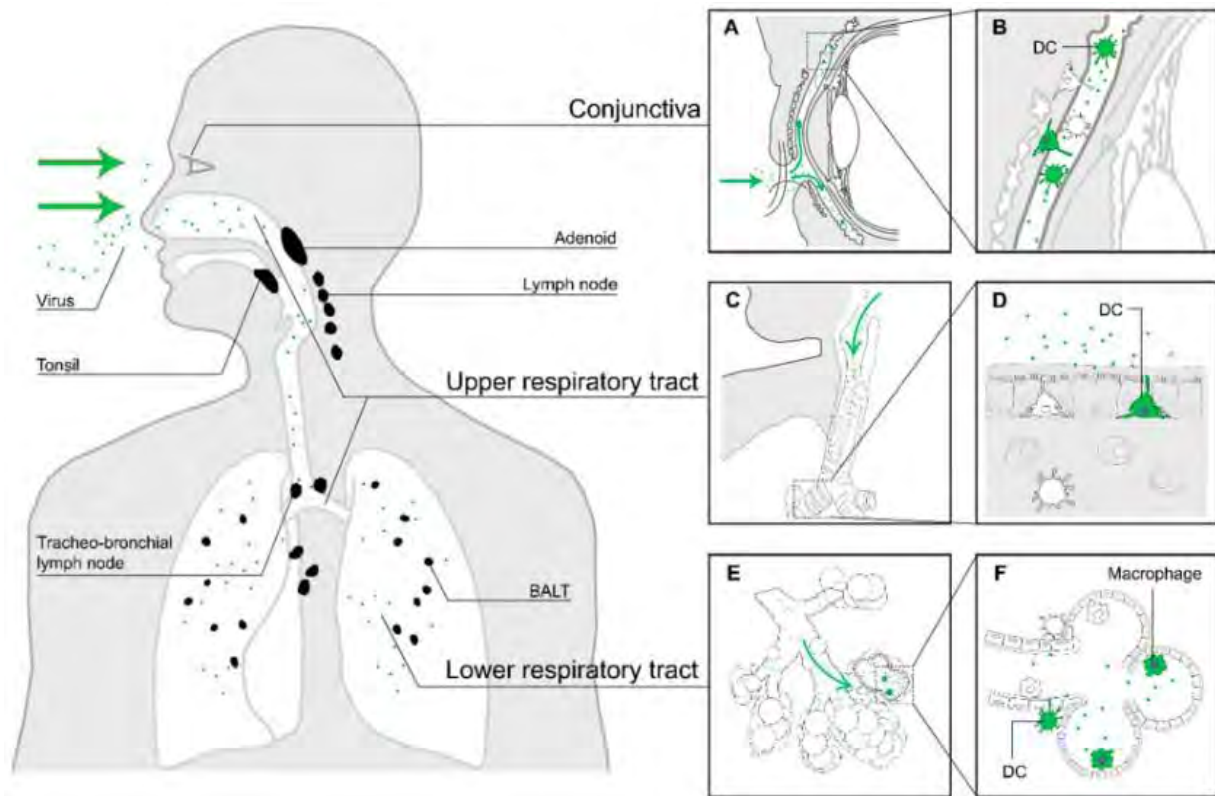 Conjunctiva
Adenoid
Lymph node
Virus
Tonsil
Upper respiratory tract
Tracheo-bronchial
lymph node
BALT
Lower respiratory tract
A
B
DC
C
D
DC
E
F
Macrophage
DC